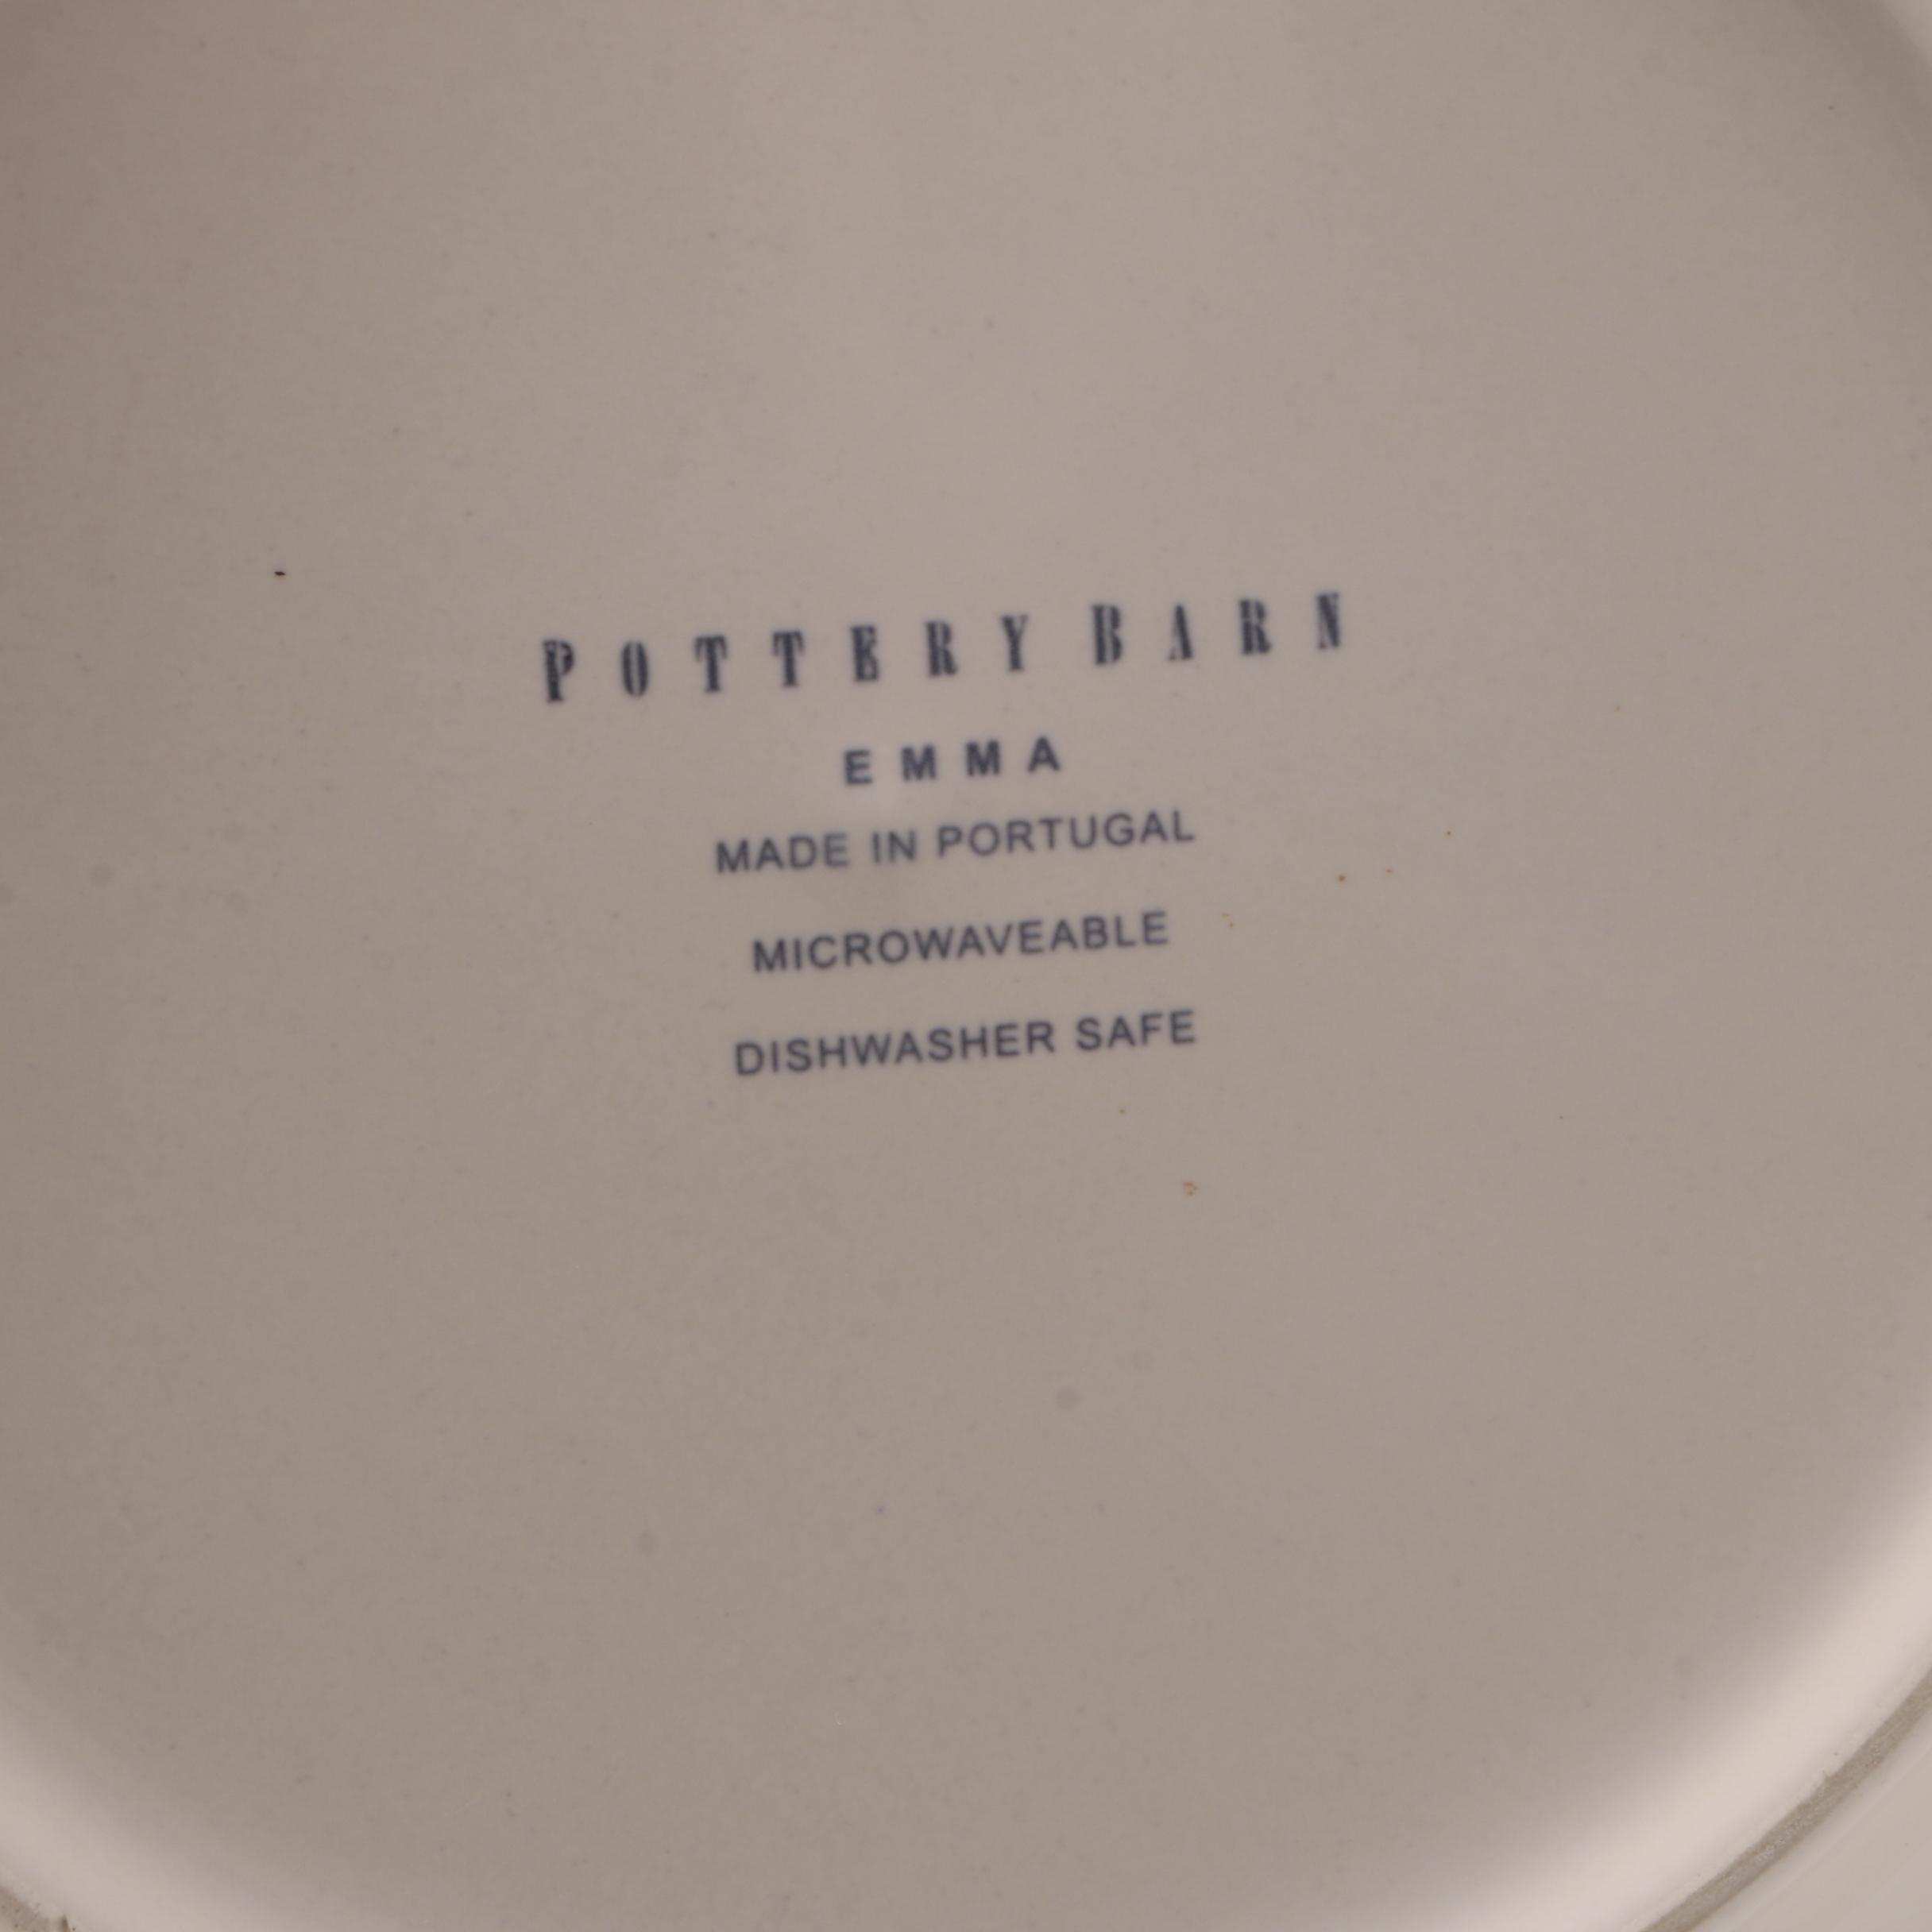 POTTERY BARN
EMMA
MADE IN PORTUGAL
MICROWAVEABLE
DISHWASHER SAFE